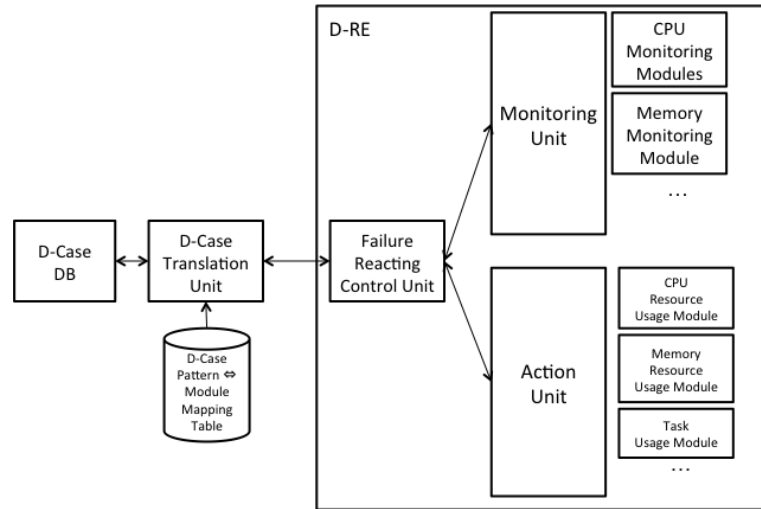 D-RE
CPU
Monitoring
Modules
Monitoring
Unit
Memory
Monitoring
Module
...
D-Case
DB
D-Case
Translation
Unit
Failure
Reacting
Control Unit
D-Case
Pattern ⇔
Module
Mapping
Table
Action
Unit
CPU
Resource
Usage Module
Memory
Resource
Usage Module
Task
Usage Module
...